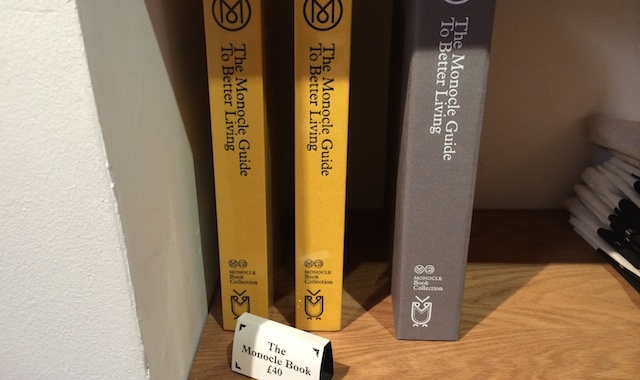 The Monocle Guide
To Better Living
MONOCLE
Book
Collection
The Monocle Guide
To Better Living
MONOCLE
Book
Collection
The Monocle Guide
To Better Living
MONOCLE
Book
Collection
The
Monocle Book
£40